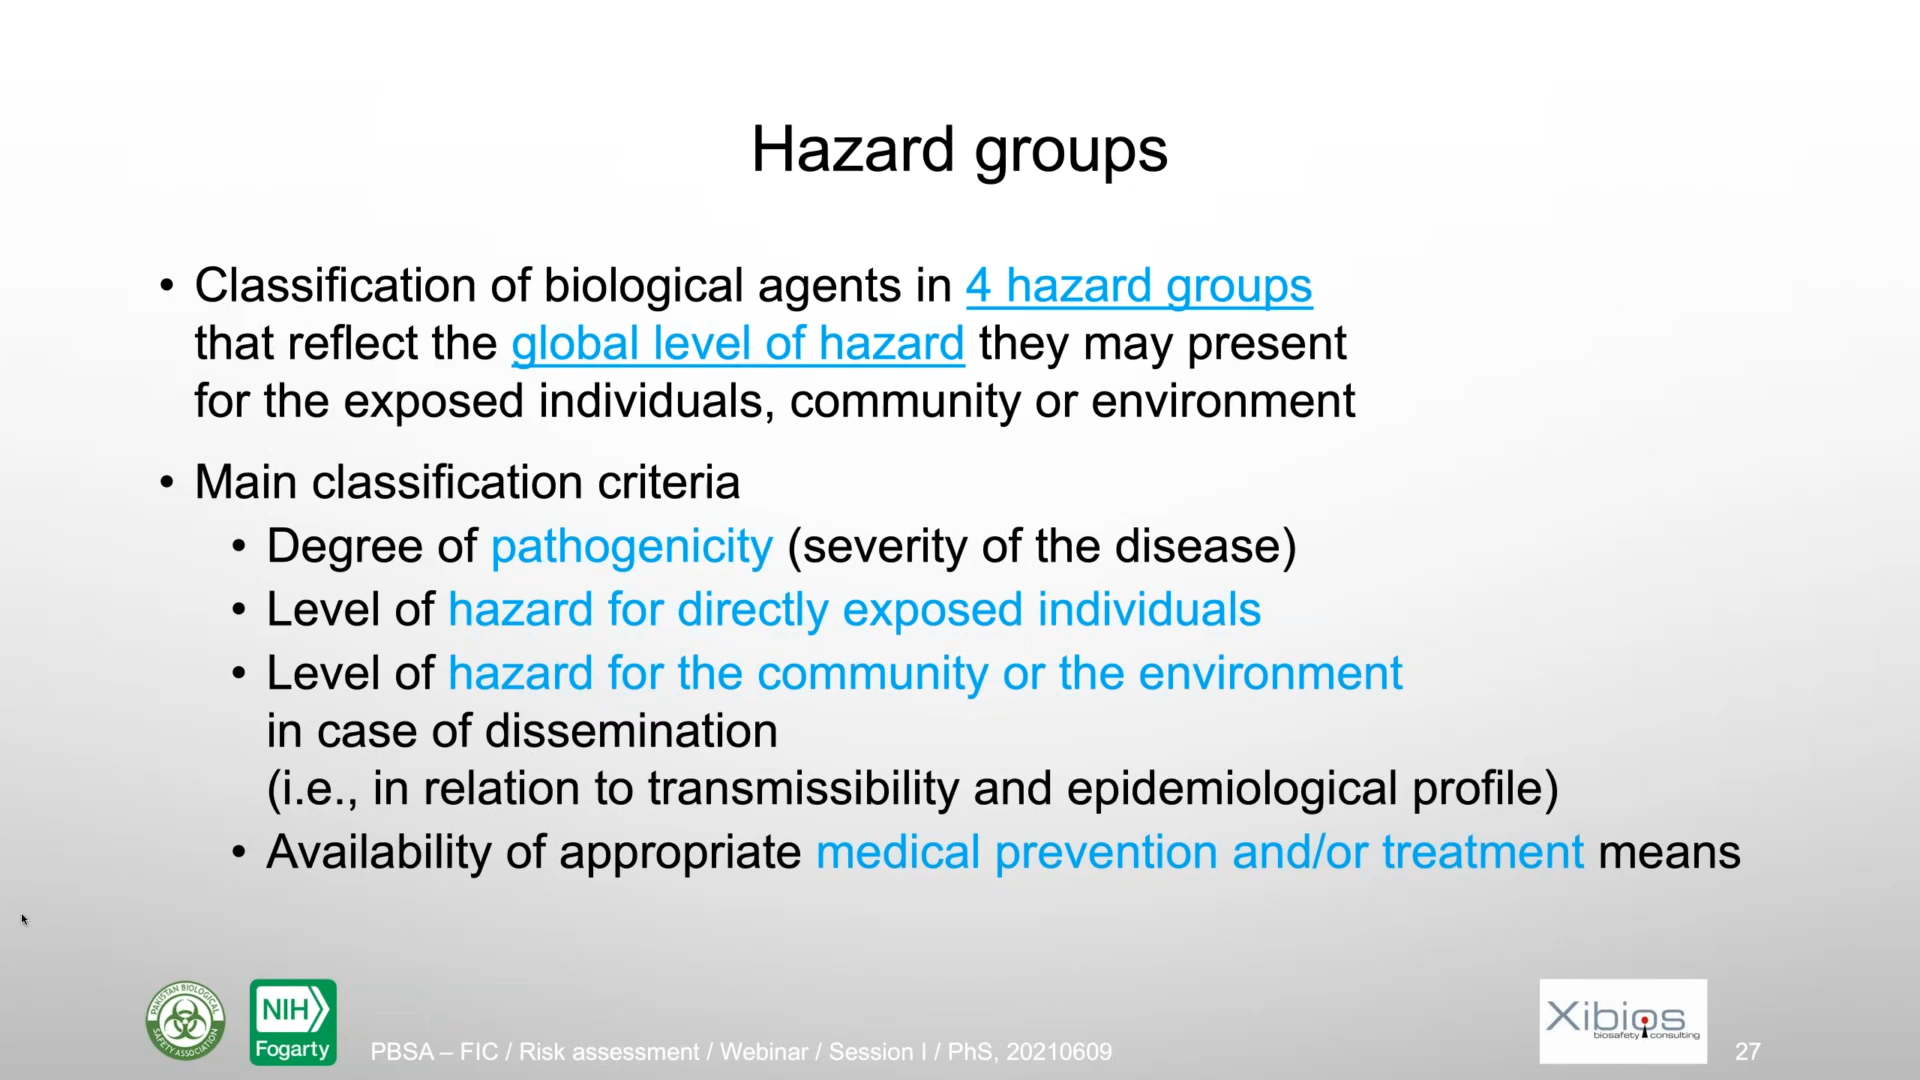 Hazard groups
• Classification of biological agents in 4 hazard groups
that reflect the global level of hazard they may present
for the exposed individuals, community or environment
• Main classification criteria
• Degree of pathogenicity (severity of the disease)
• Level of hazard for directly exposed individuals
• Level of hazard for the community or the environment
in case of dissemination
(i.e., in relation to transmissibility and epidemiological profile)
• Availability of appropriate medical prevention and/or treatment means
PAKISTAN BIOLOGICAL
SAFETY ASSOCIATION
NIH
Fogarty
PBSA – FIC / Risk assessment / Webinar / Session I / PhS, 20210609
Xibios
biosafety consulting
27